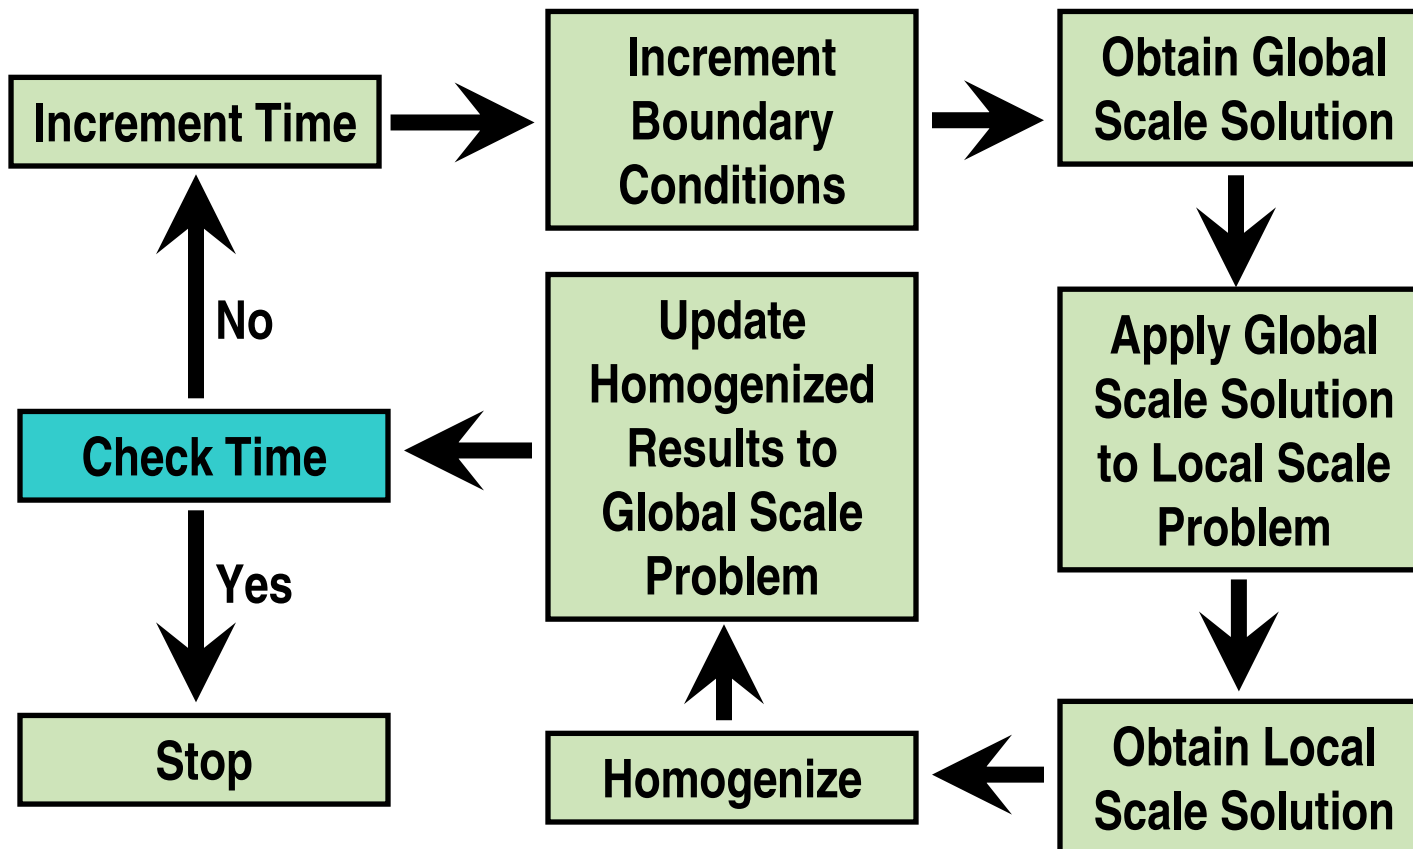 Increment Time
Increment
Boundary
Conditions
Obtain Global
Scale Solution
Apply Global
Scale Solution
to Local Scale
Problem
Obtain Local
Scale Solution
Homogenize
Update
Homogenized
Results to
Global Scale
Problem
Check Time
No
Yes
Stop